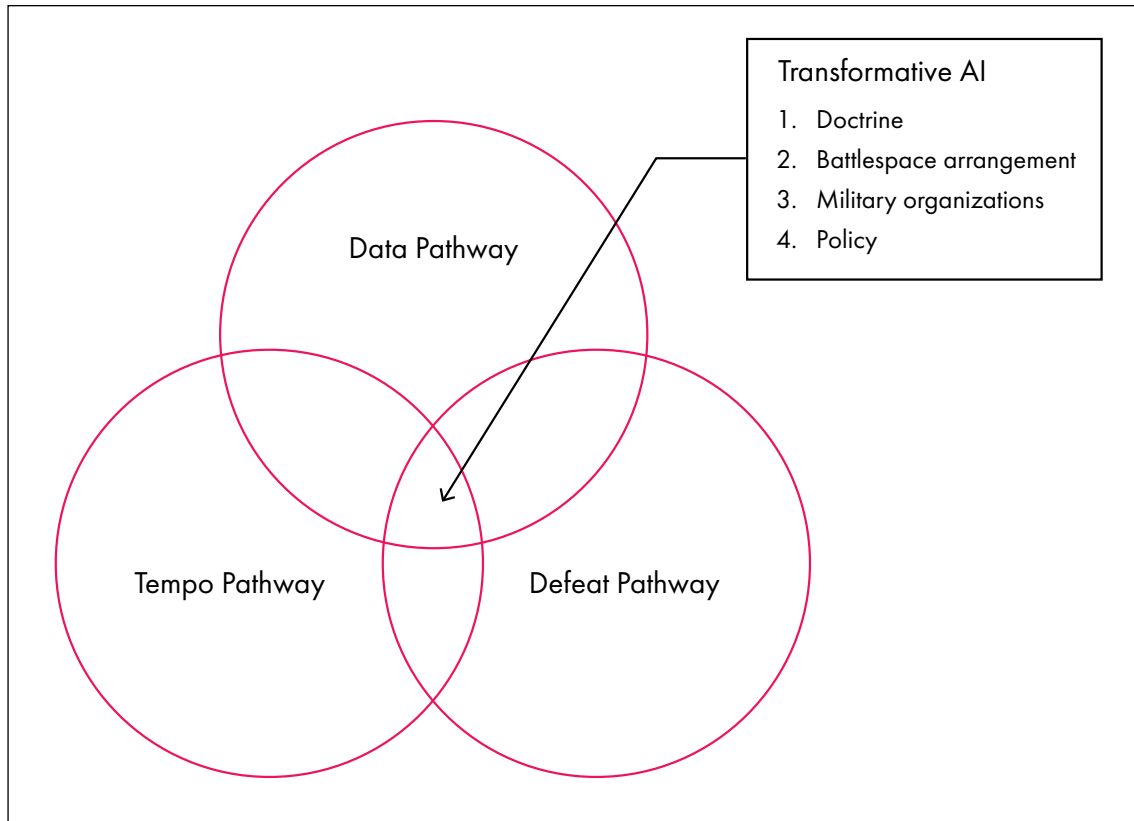 Transformative AI
1. Doctrine
2. Battlespace arrangement
3. Military organizations
4. Policy
Data Pathway
Tempo Pathway
Defeat Pathway